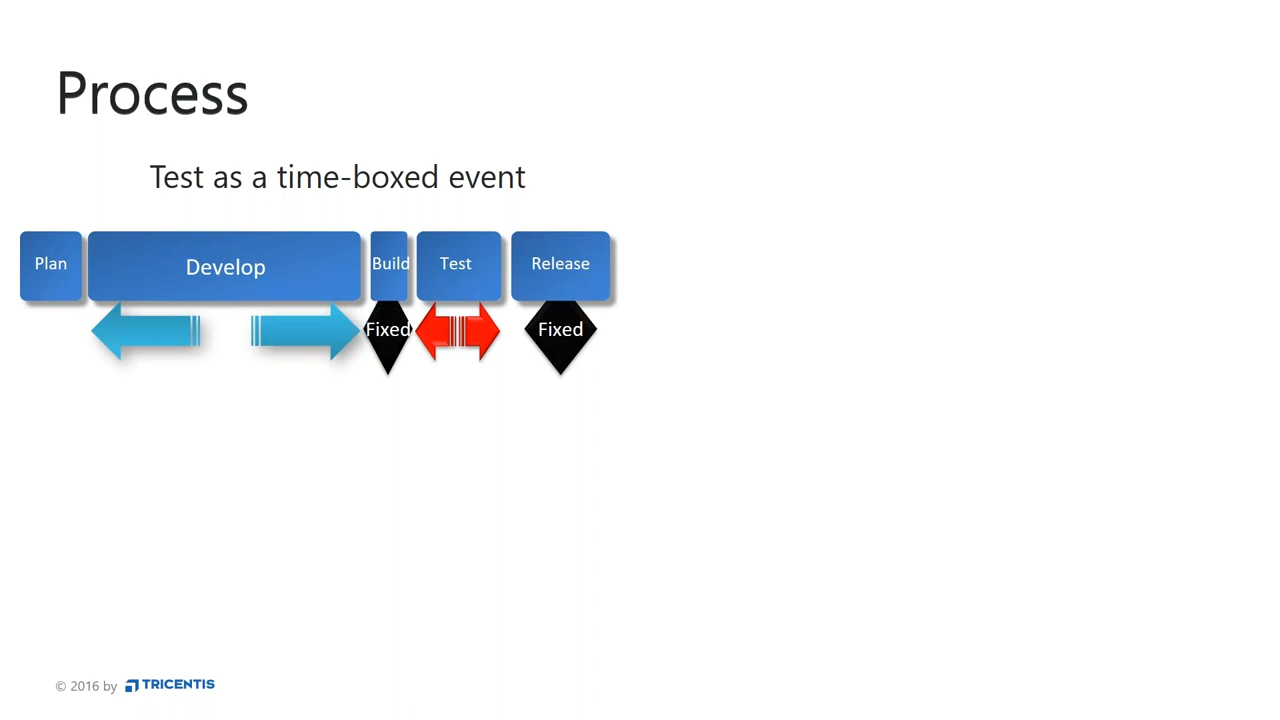 Process
Test as a time-boxed event
Plan
Develop
Build
Test
Release
Fixed
Fixed
© 2016 by TRICENTIS